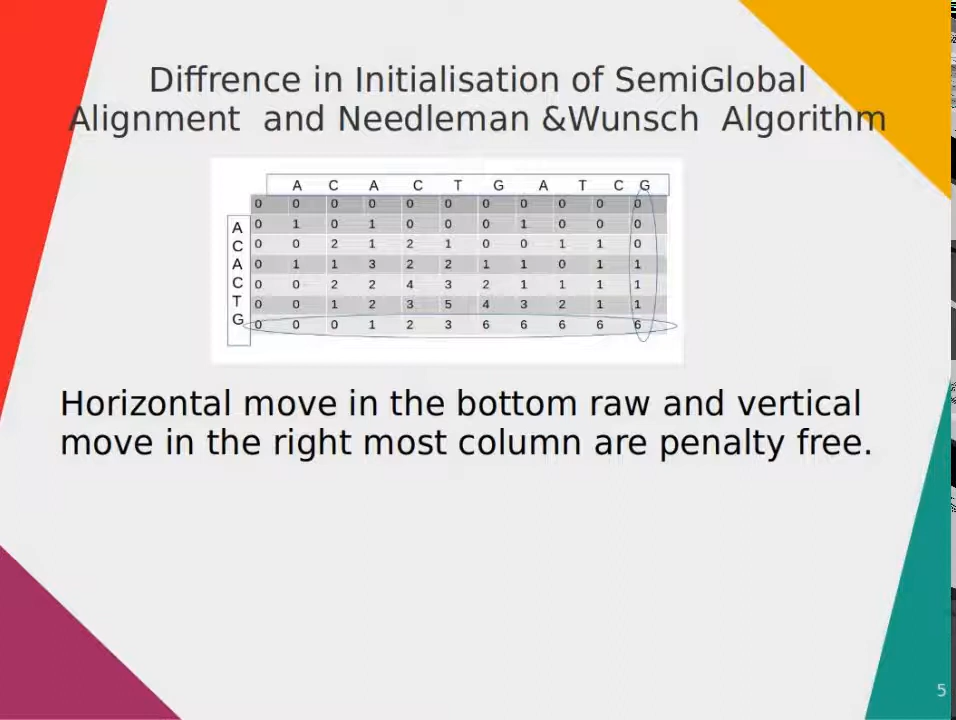 Diffrence in Initialisation of SemiGlobal
Alignment and Needleman &Wunsch Algorithm
A C A C T G A T C G
0 0 0 0 0 0 0 0 0 0 0
A 0 1 0 1 0 0 0 1 0 0 0
C 0 0 2 1 2 1 0 0 1 1 0
A 0 1 1 3 2 2 1 1 0 1 1
C 0 0 2 2 4 3 2 1 1 1 1
T 0 0 1 2 3 5 4 3 2 1 1
G 0 0 0 1 2 3 6 6 6 6 6
Horizontal move in the bottom raw and vertical
move in the right most column are penalty free.
5